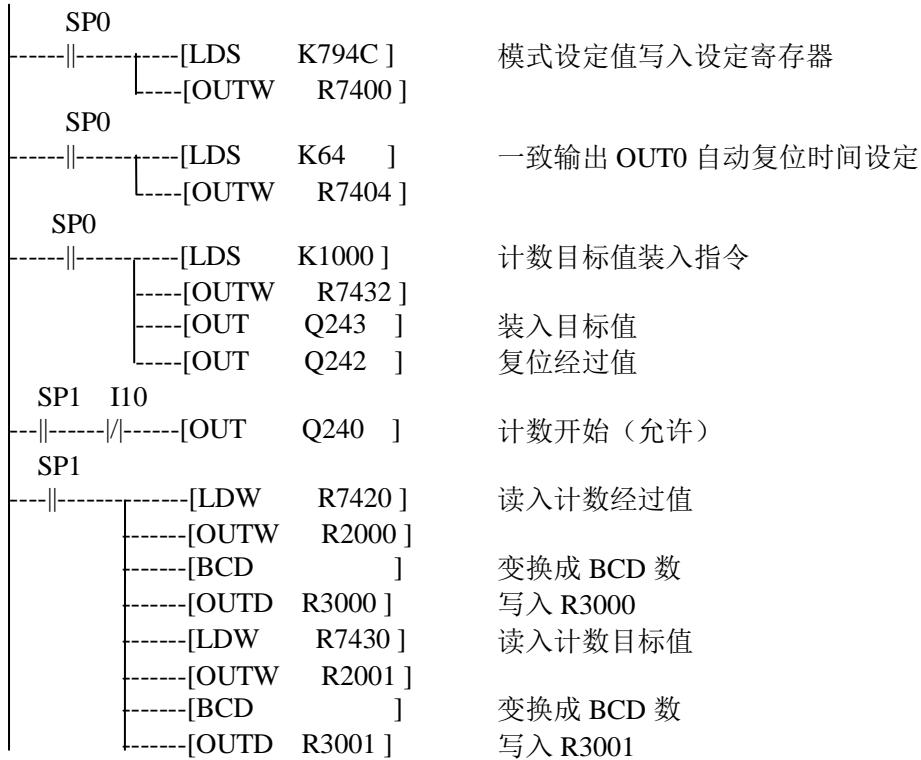 SP0
[LDS K794C ] 模式设定值写入设定寄存器
[OUTW R7400 ]
SP0
[LDS K64 ] 一致输出 OUT0 自动复位时间设定
[OUTW R7404 ]
SP0
[LDS K1000 ] 计数目标值装入指令
[OUTW R7432 ]
[OUT Q243 ] 装入目标值
[OUT Q242 ] 复位经过值
SP1 I10
[OUT Q240 ] 计数开始（允许）
SP1
[LDW R7420 ] 读入计数经过值
[OUTW R2000 ]
[BCD ] 变换成 BCD 数
[OUTD R3000 ] 写入 R3000
[LDW R7430 ] 读入计数目标值
[OUTW R2001 ]
[BCD ] 变换成 BCD 数
[OUTD R3001 ] 写入 R3001